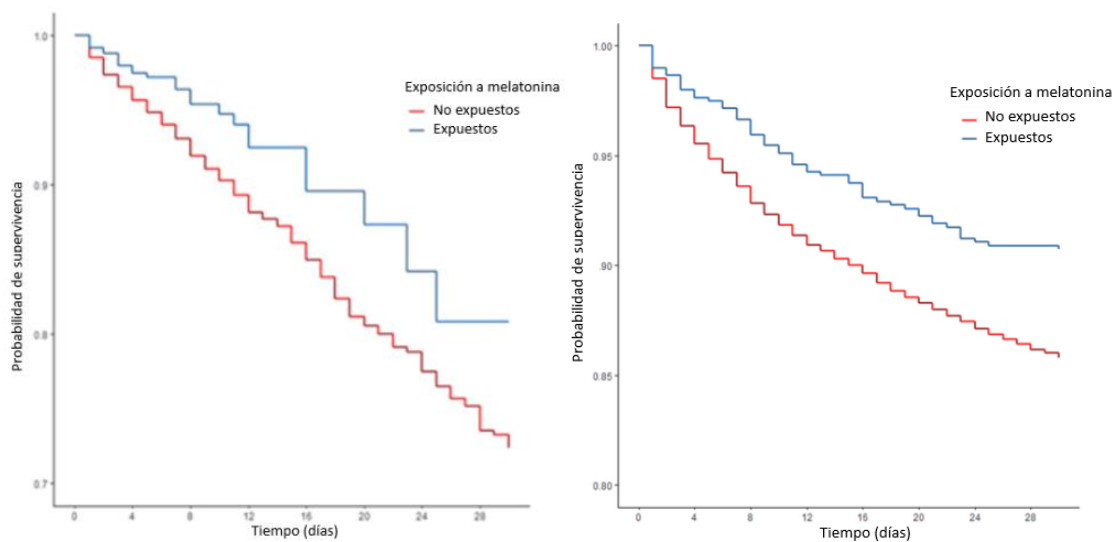 1.0
0.9
0.8
0.7
Probabilidad de supervivencia
Exposición a melatonina
No expuestos
Expuestos
0
4
8
12
16
20
24
28
Tiempo (días)
1.00
0.95
0.90
0.85
0.80
Probabilidad de supervivencia
Exposición a melatonina
No expuestos
Expuestos
0
4
8
12
16
20
24
28
Tiempo (días)